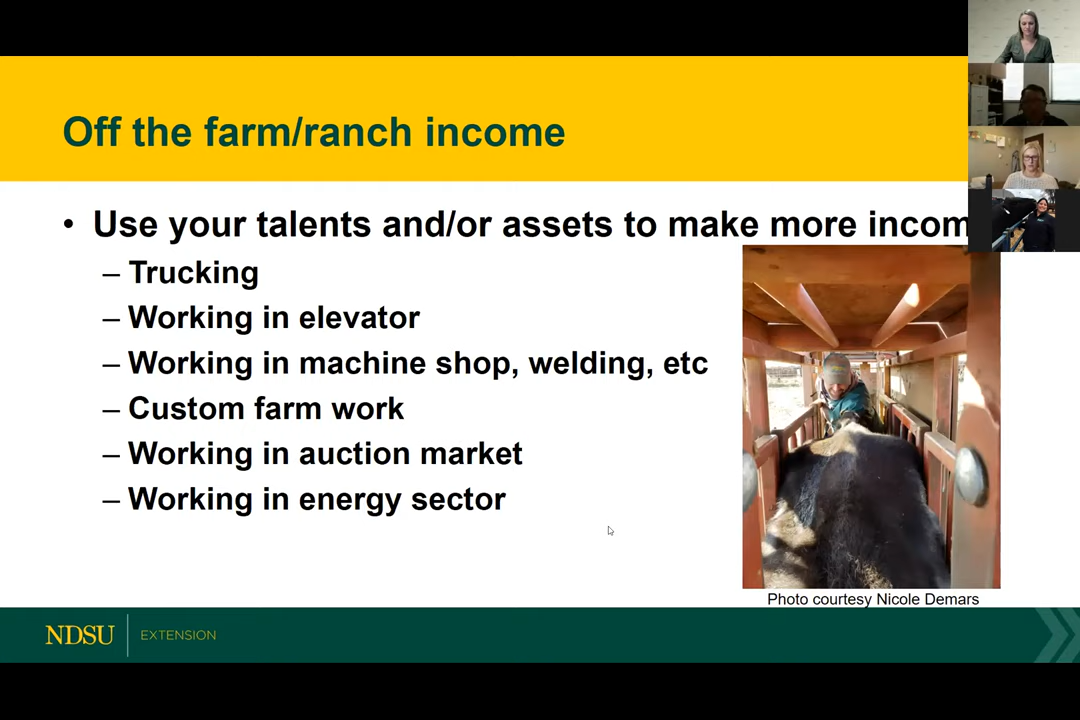 Off the farm/ranch income
• Use your talents and/or assets to make more incom
– Trucking
– Working in elevator
– Working in machine shop, welding, etc
– Custom farm work
– Working in auction market
– Working in energy sector
Photo courtesy Nicole Demars
NDSU EXTENSION